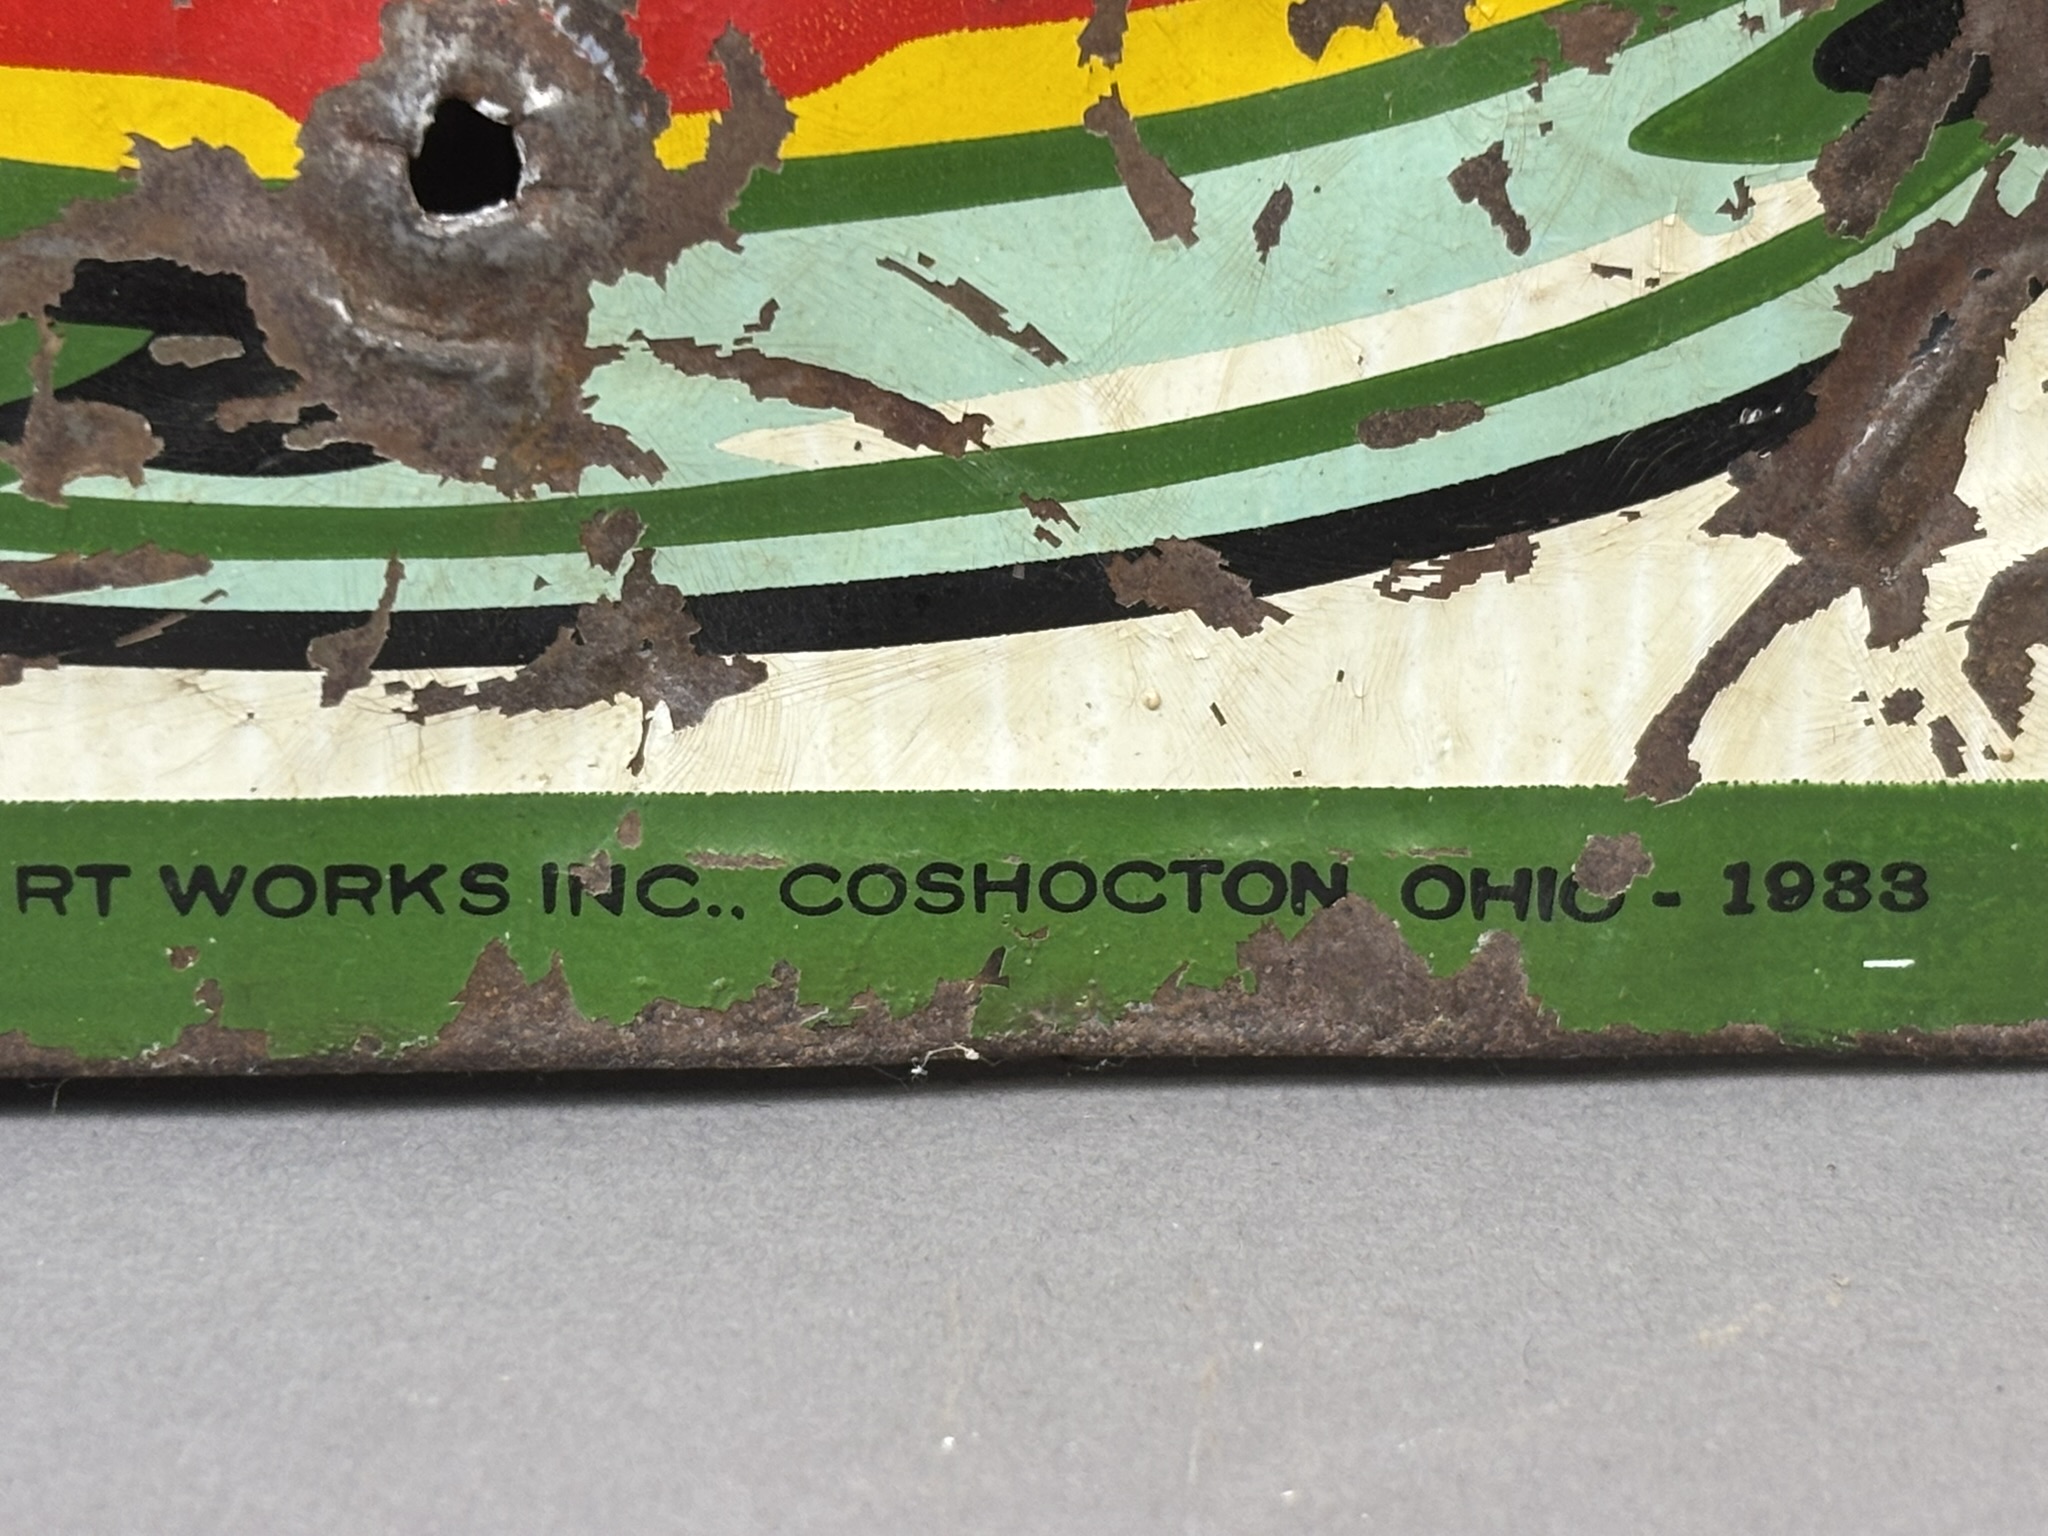 RT WORKS INC., COSHOCTON, OHIO - 1933